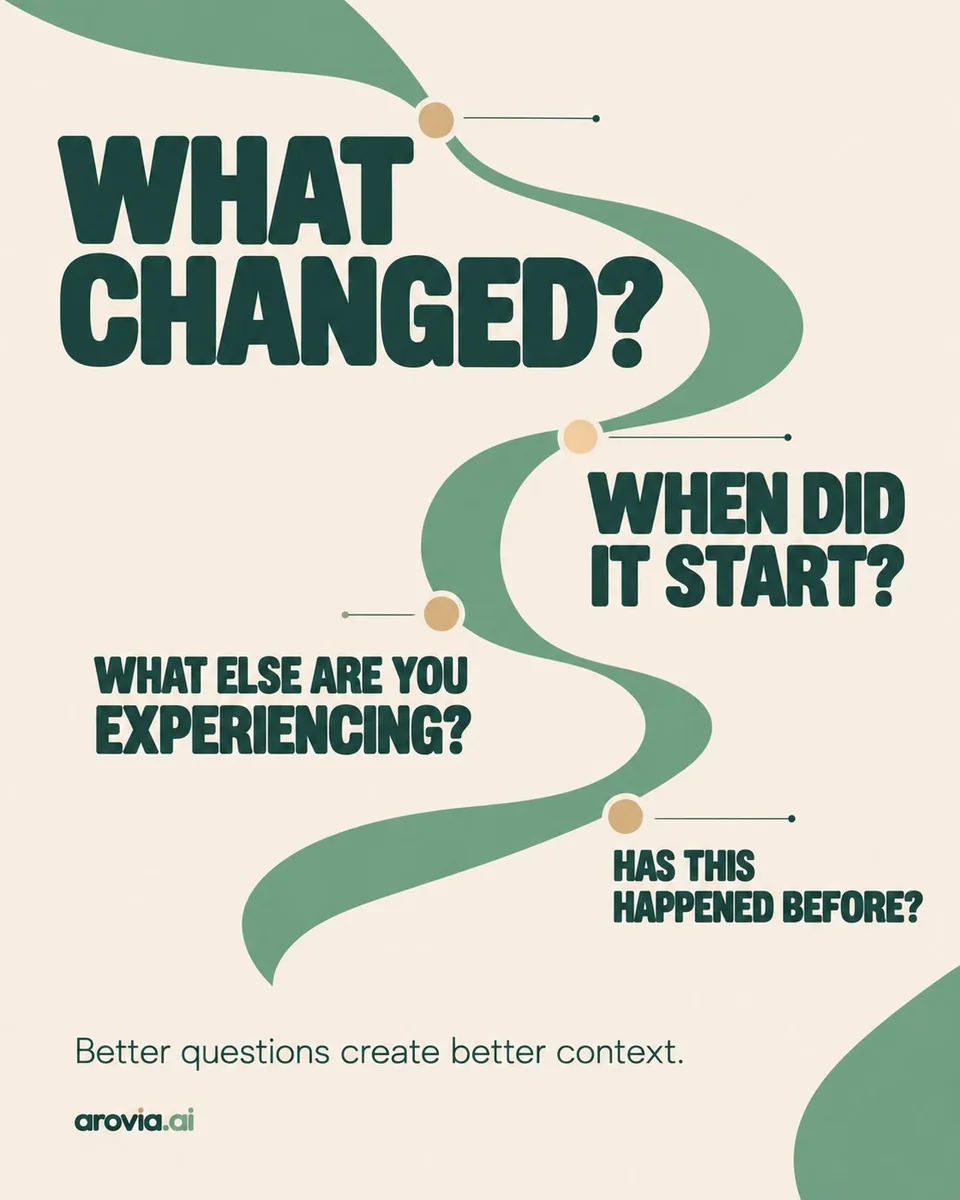 WHAT
CHANGED?
WHEN DID
IT START?
WHAT ELSE ARE YOU
EXPERIENCING?
HAS THIS
HAPPENED BEFORE?
Better questions create better context.
arovia.ai